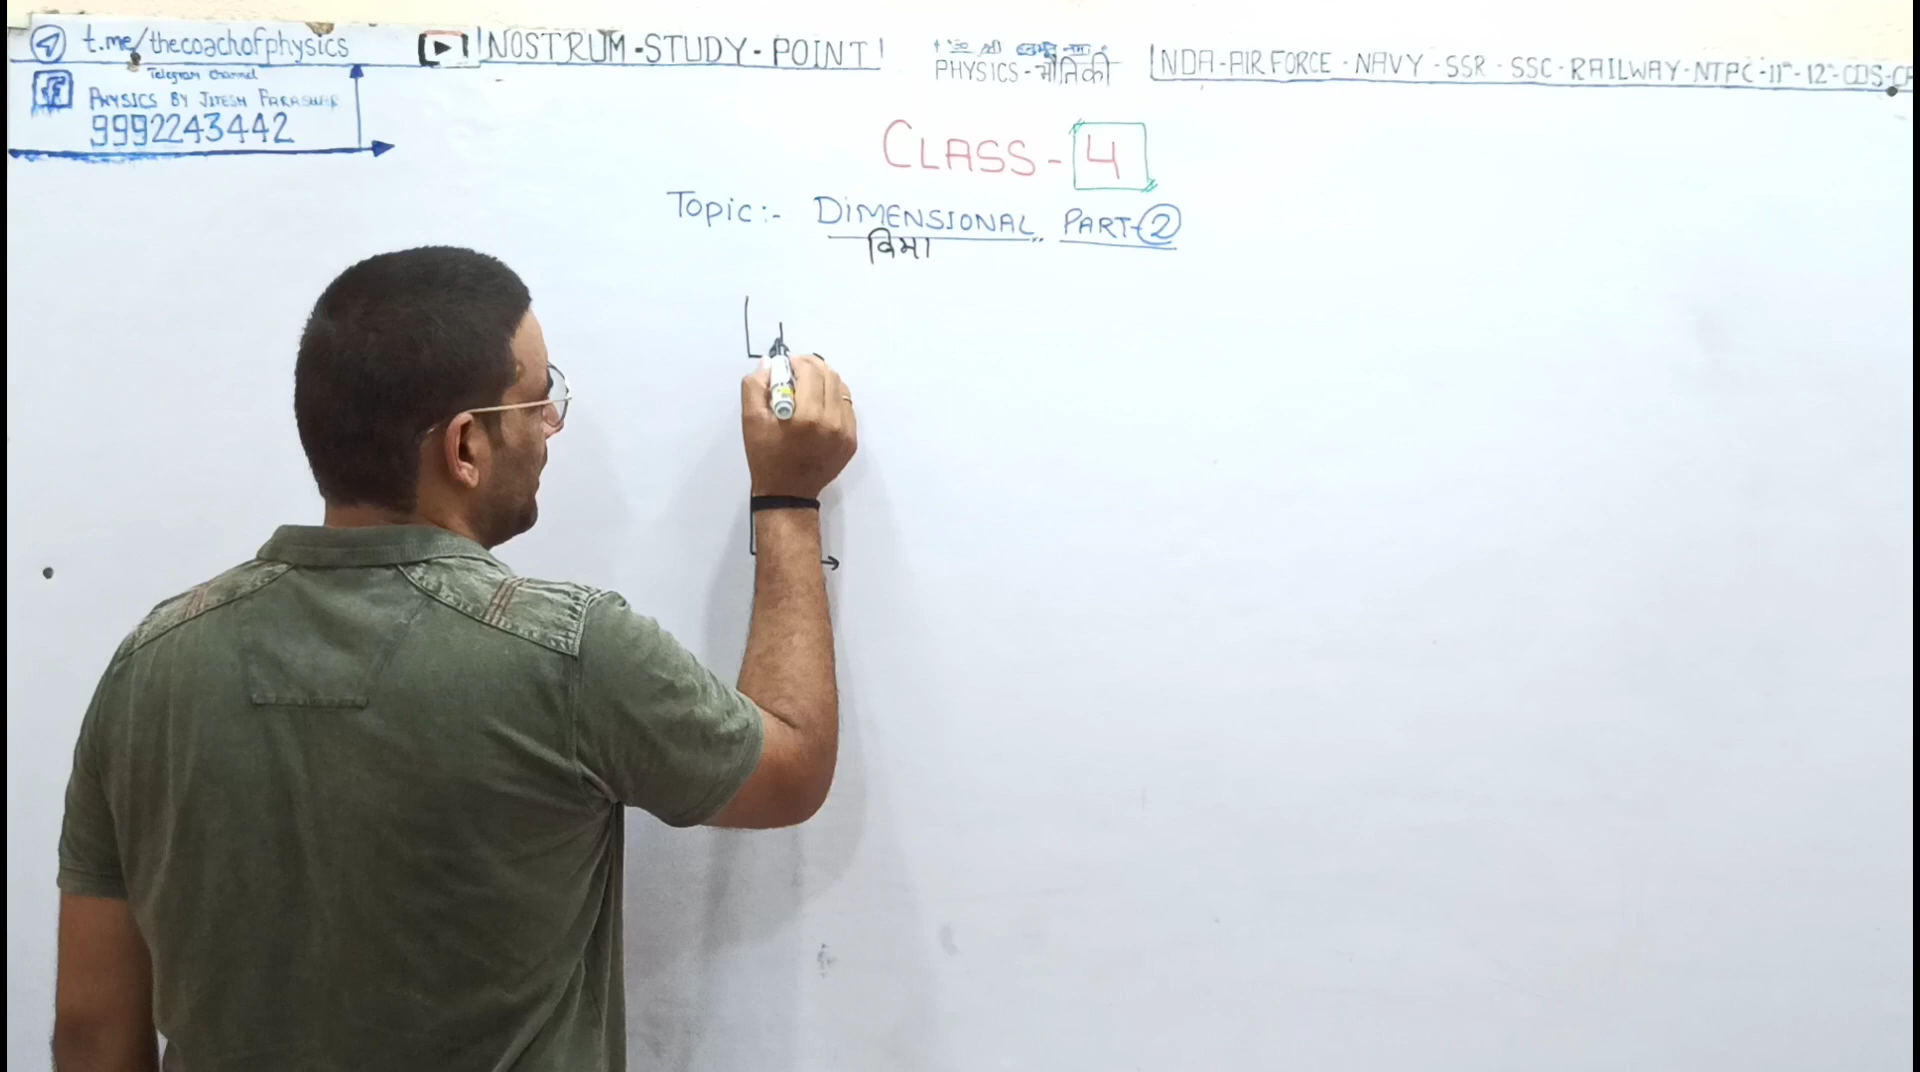 t.me/thecoachofphysics
Telegram Channel
PHYSICS BY JITESH PARASHAR
9992243442
NOSTRUM-STUDY-POINT
PHYSICS-भौतिकी
NDA-AIR FORCE-NAVY-SSR-SSC-RAILWAY-NTPC-11th-12th-CDS-
CLASS-4
Topic:- DIMENSIONAL PART-2
विमा